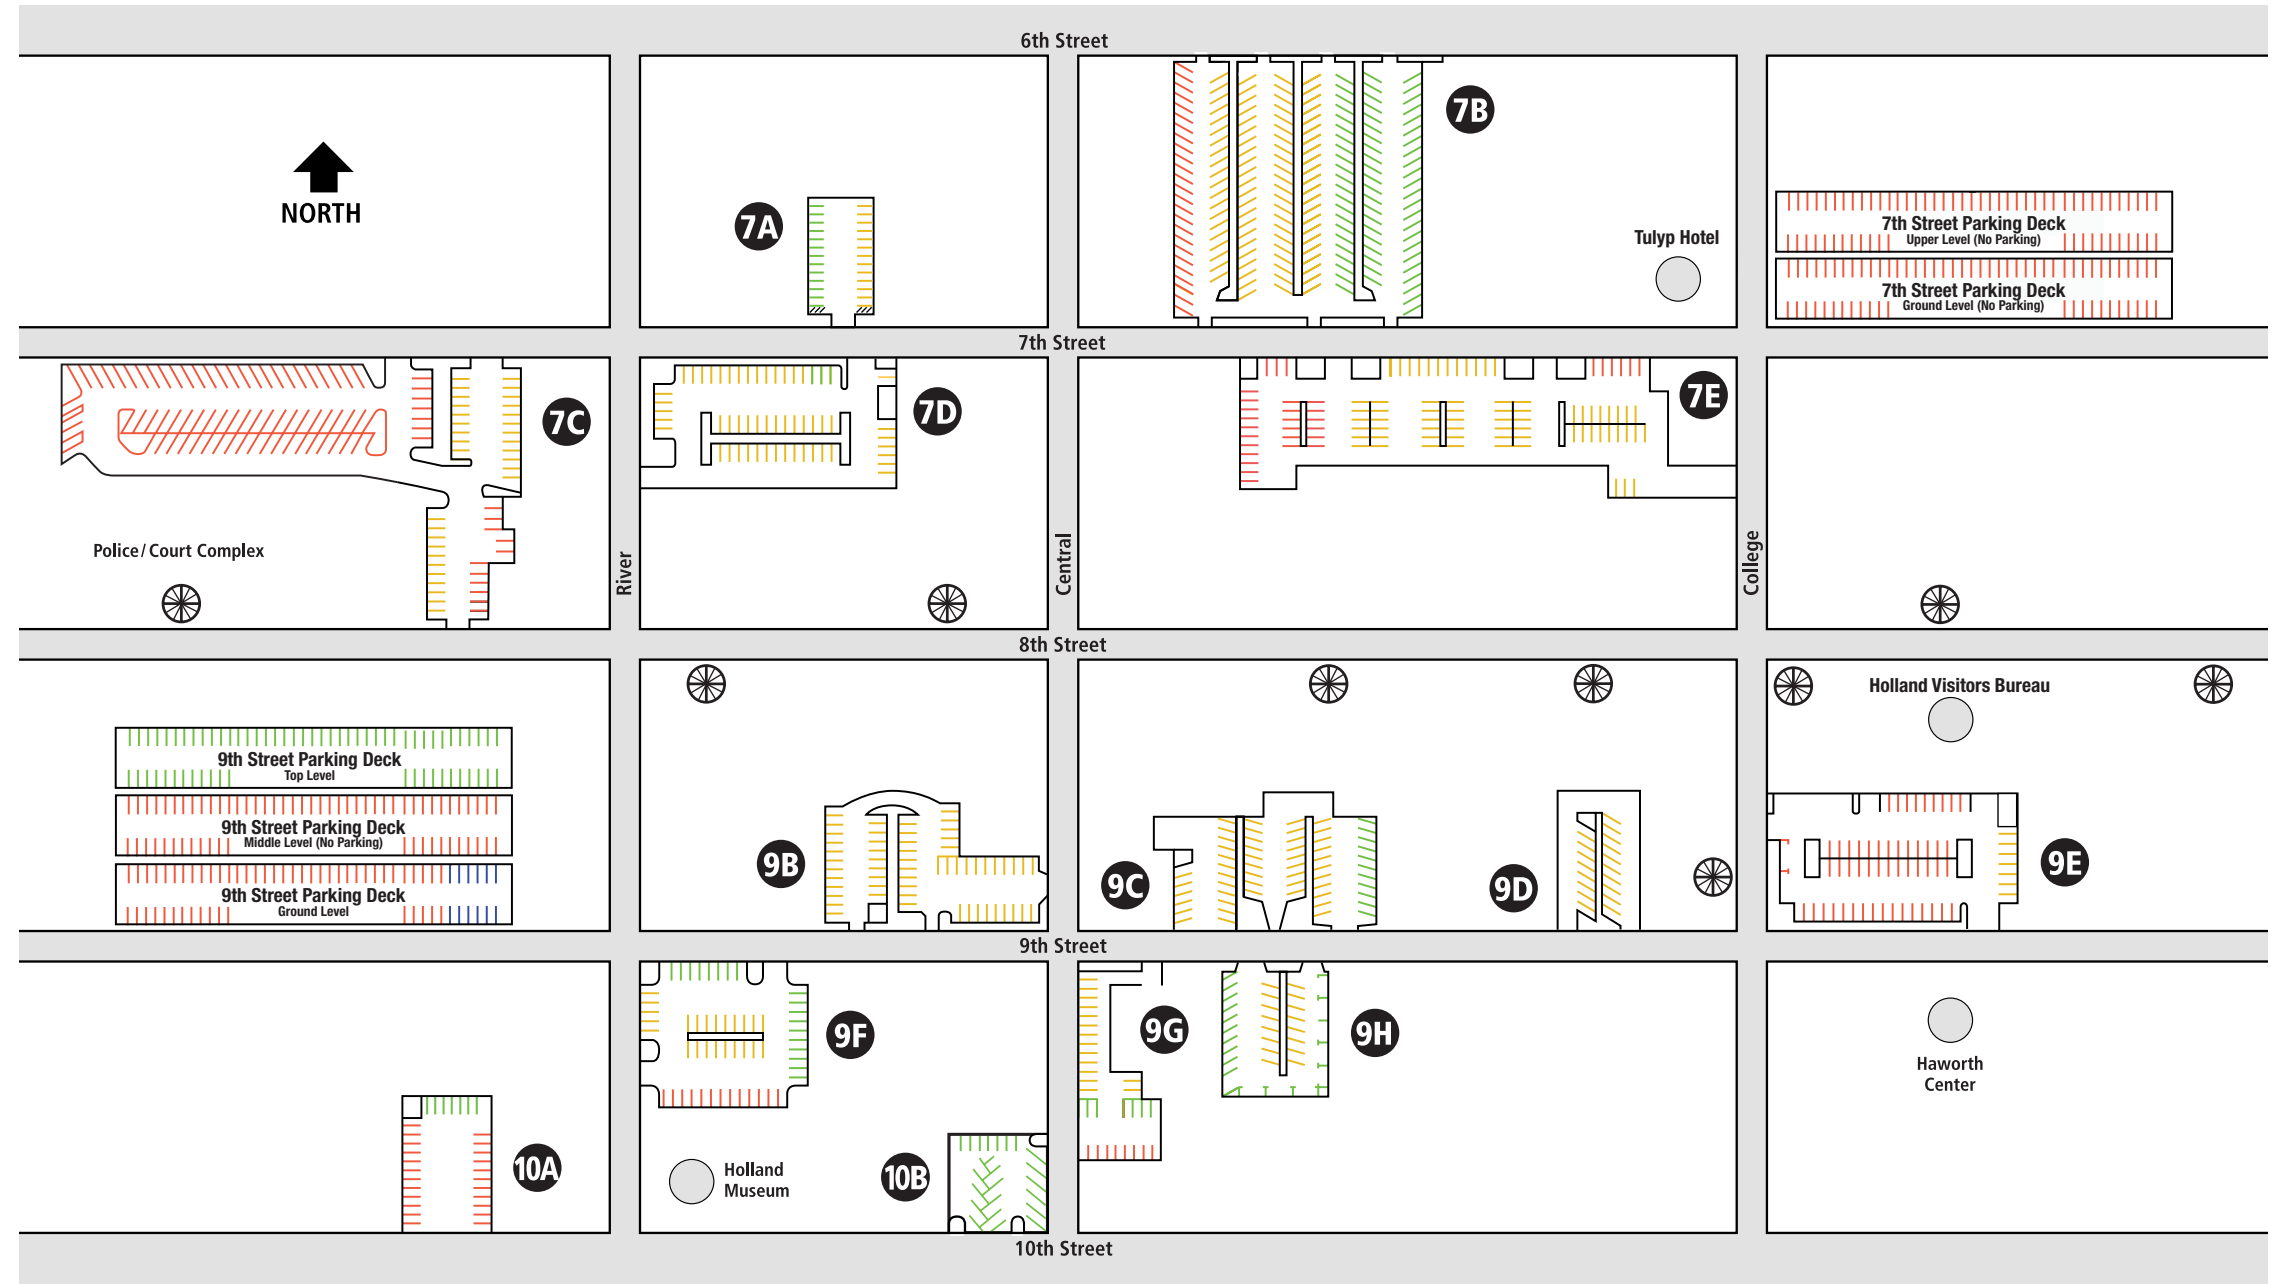 6th Street
7B
NORTH
7A
Tulyp Hotel
7th Street Parking Deck
Upper Level (No Parking)
7th Street Parking Deck
Ground Level (No Parking)
7th Street
7C
7D
7E
Police / Court Complex
River
Central
College
8th Street
Holland Visitors Bureau
9th Street Parking Deck
Top Level
9th Street Parking Deck
Middle Level (No Parking)
9th Street Parking Deck
Ground Level
9B
9C
9D
9E
9th Street
9F
9G
9H
Haworth
Center
10A
Holland
Museum
10B
10th Street